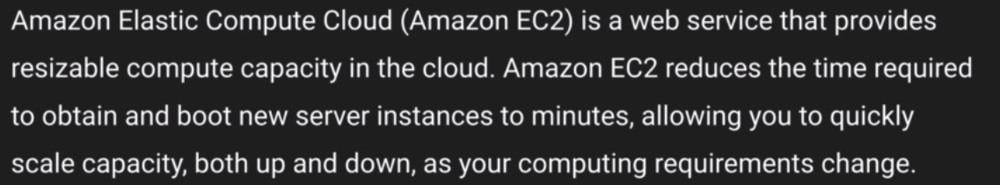 Amazon Elastic Compute Cloud (Amazon EC2) is a web service that provides
resizable compute capacity in the cloud. Amazon EC2 reduces the time required
to obtain and boot new server instances to minutes, allowing you to quickly
scale capacity, both up and down, as your computing requirements change.